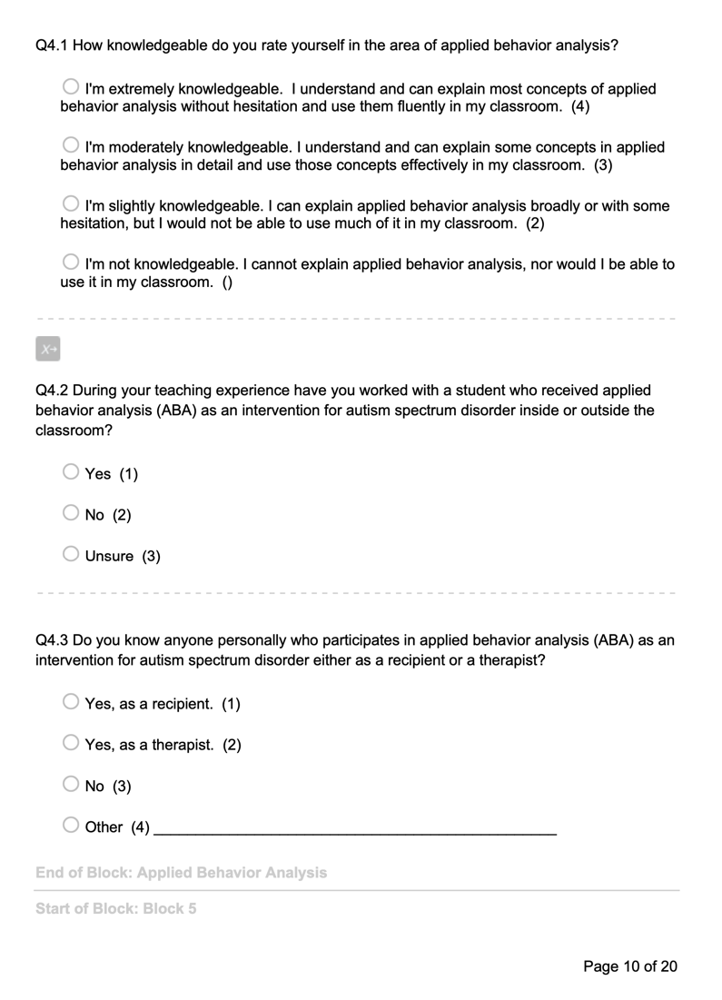 Q4.1 How knowledgeable do you rate yourself in the area of applied behavior analysis?
I'm extremely knowledgeable.  I understand and can explain most concepts of applied
behavior analysis without hesitation and use them fluently in my classroom.  (4)
I'm moderately knowledgeable. I understand and can explain some concepts in applied
behavior analysis in detail and use those concepts effectively in my classroom.  (3)
I'm slightly knowledgeable. I can explain applied behavior analysis broadly or with some
hesitation, but I would not be able to use much of it in my classroom.  (2)
I'm not knowledgeable. I cannot explain applied behavior analysis, nor would I be able to
use it in my classroom.  ()
X→
Q4.2 During your teaching experience have you worked with a student who received applied
behavior analysis (ABA) as an intervention for autism spectrum disorder inside or outside the
classroom?
Yes  (1)
No  (2)
Unsure  (3)
Q4.3 Do you know anyone personally who participates in applied behavior analysis (ABA) as an
intervention for autism spectrum disorder either as a recipient or a therapist?
Yes, as a recipient.  (1)
Yes, as a therapist.  (2)
No  (3)
Other  (4) ________________________________________________
End of Block: Applied Behavior Analysis
Start of Block: Block 5
Page 10 of 20